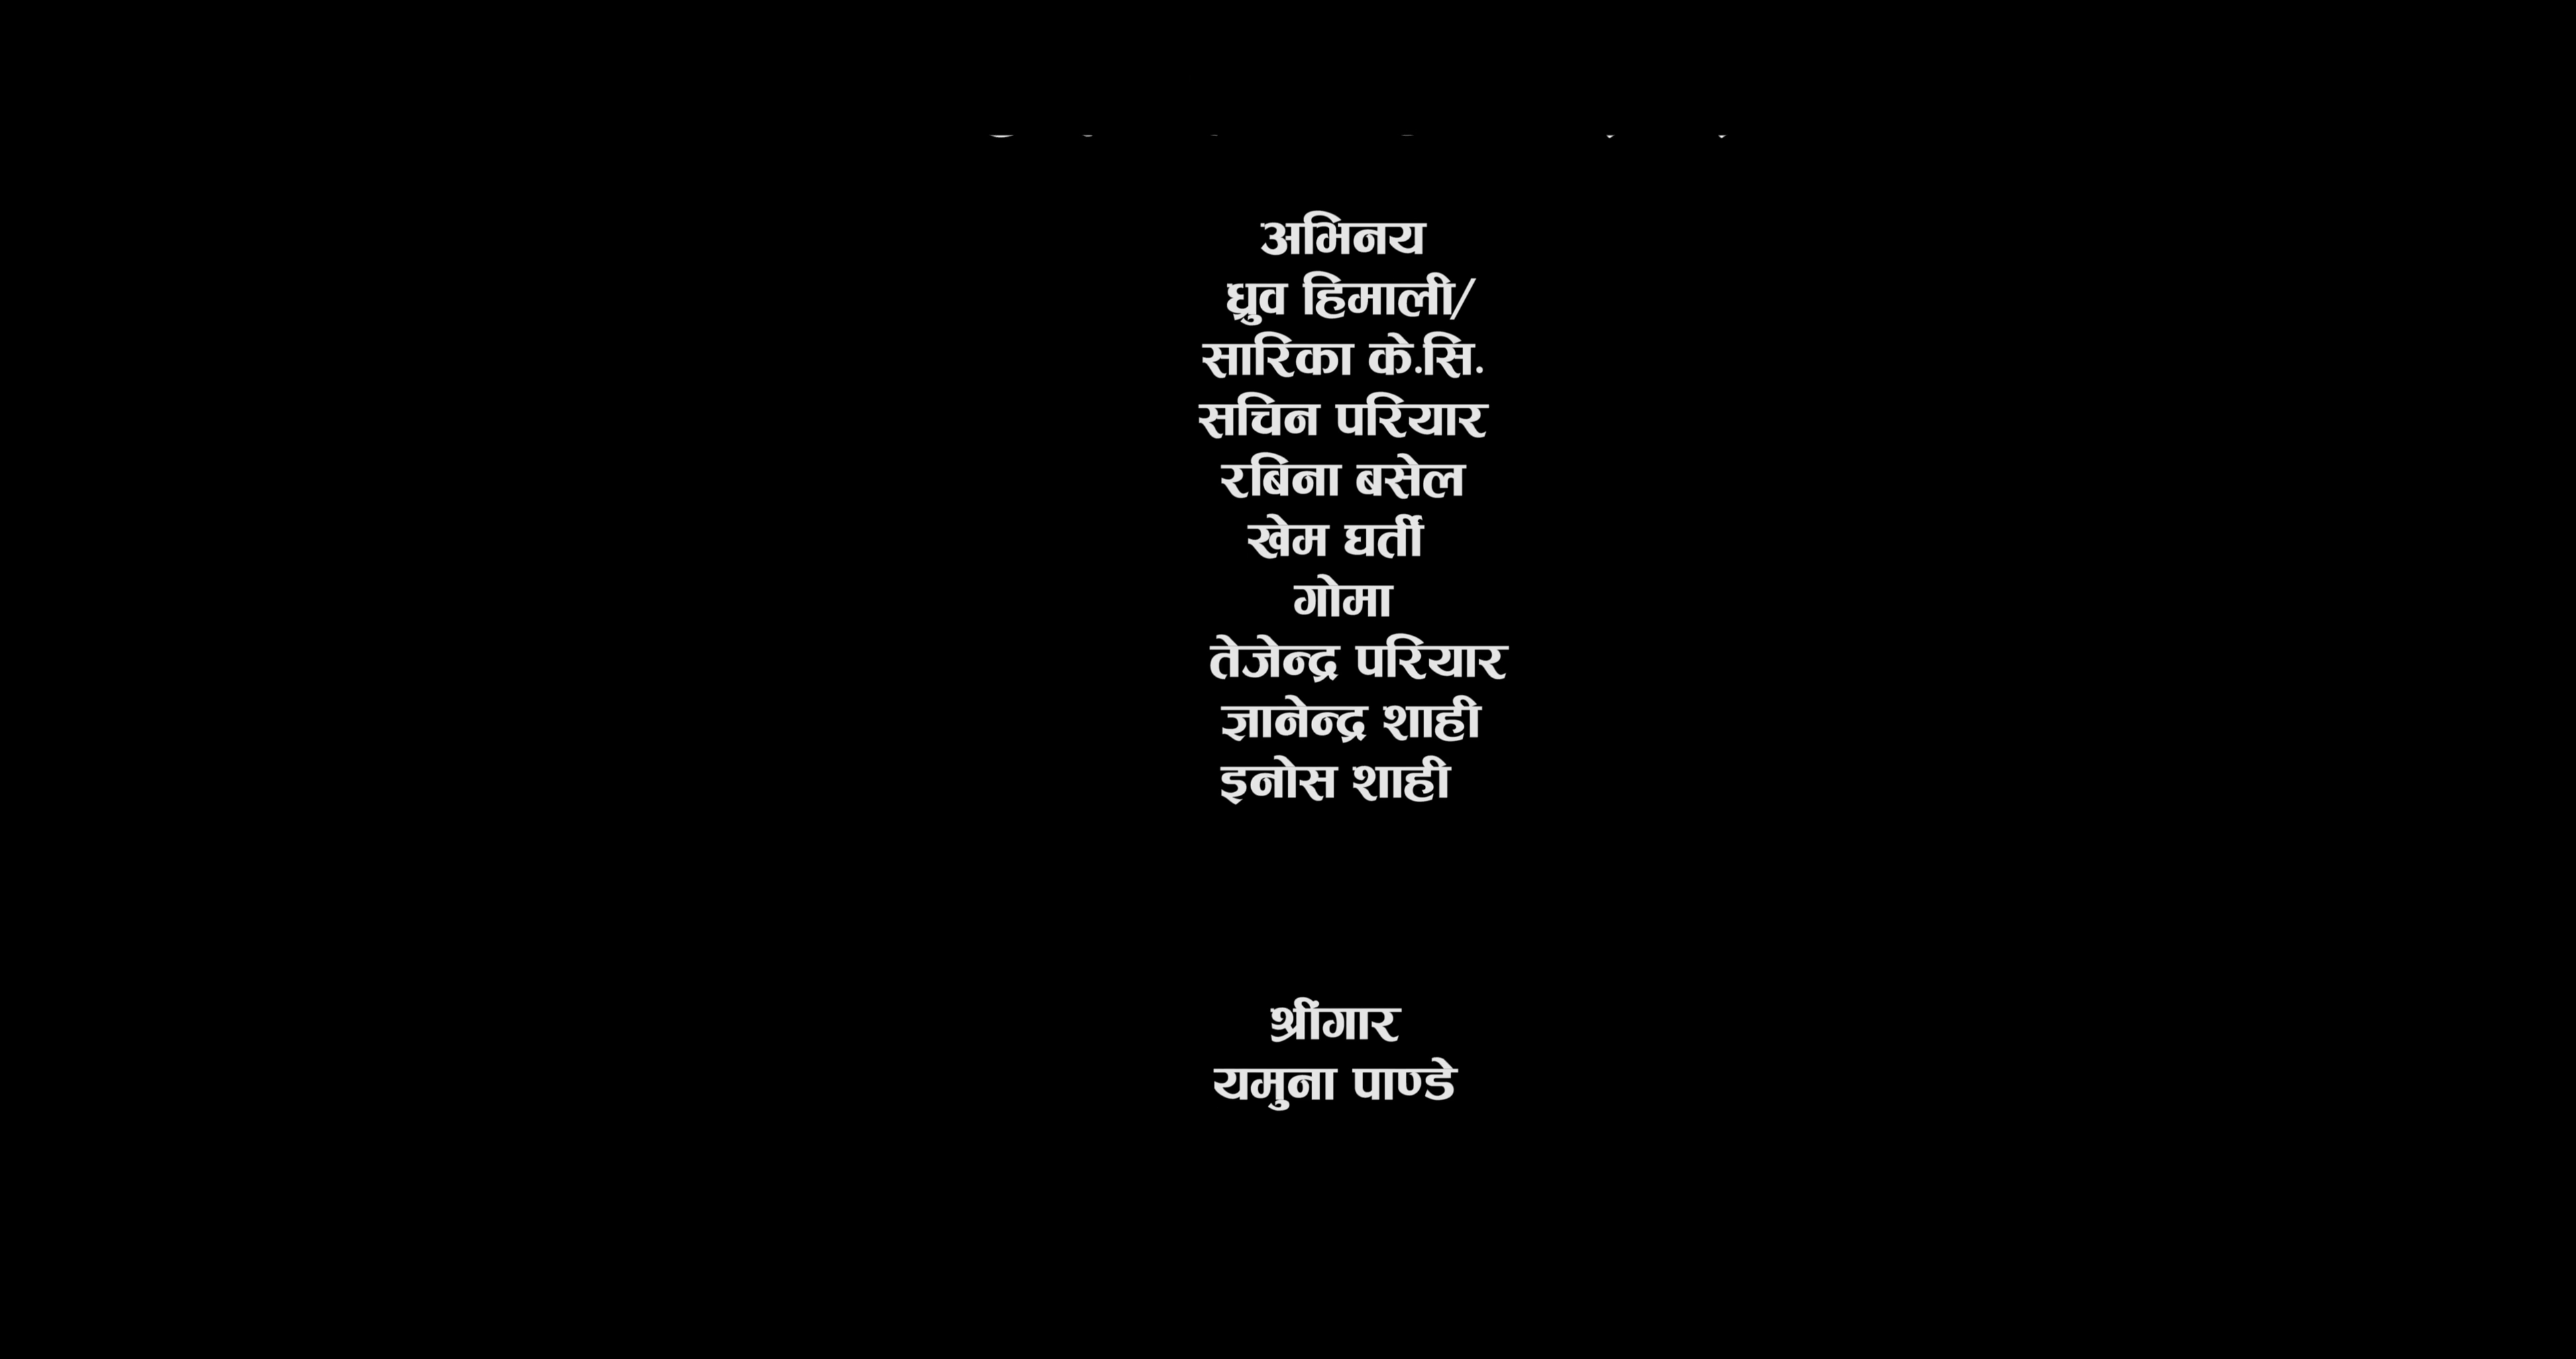 अभिनय
ध्रुव हिमाली/
सारिका के.सि.
सचिन परियार
रबिना बसेल
खेम घर्ती
गोमा
तेजेन्द्र परियार
ज्ञानेन्द्र शाही
इनोस शाही
श्रींगार
यमुना पाण्डे